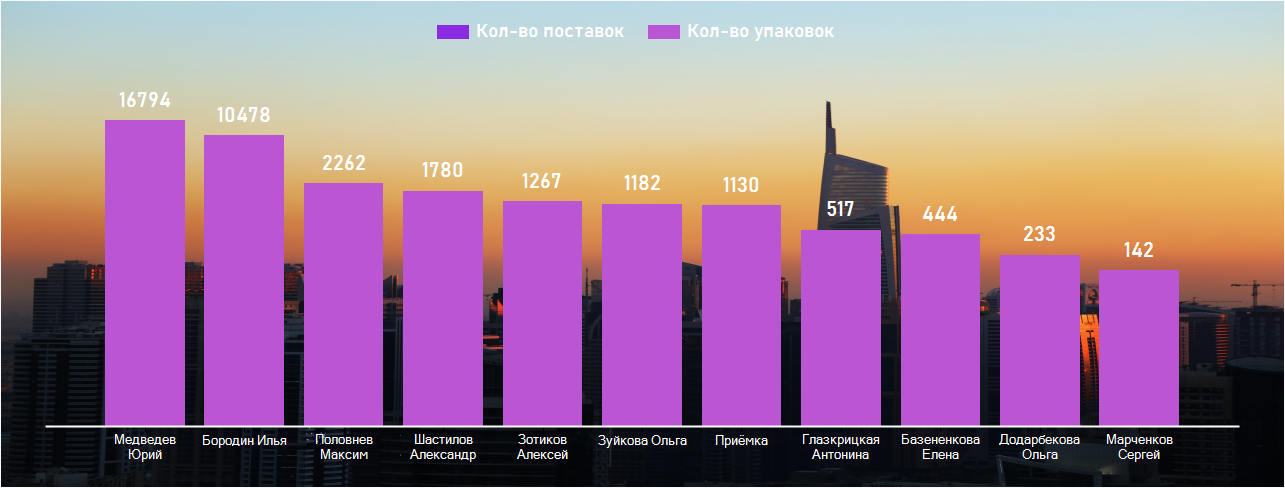 Кол-во поставок Кол-во упаковок
16794
10478
2262
1780
1267
1182
1130
517
444
233
142
Медведев
Юрий
Бородин Илья
Половнев
Максим
Шастилов
Александр
Зотиков
Алексей
Зуйкова Ольга
Приёмка
Глазкрицкая
Антонина
Базененкова
Елена
Додарбекова
Ольга
Марченков
Сергей